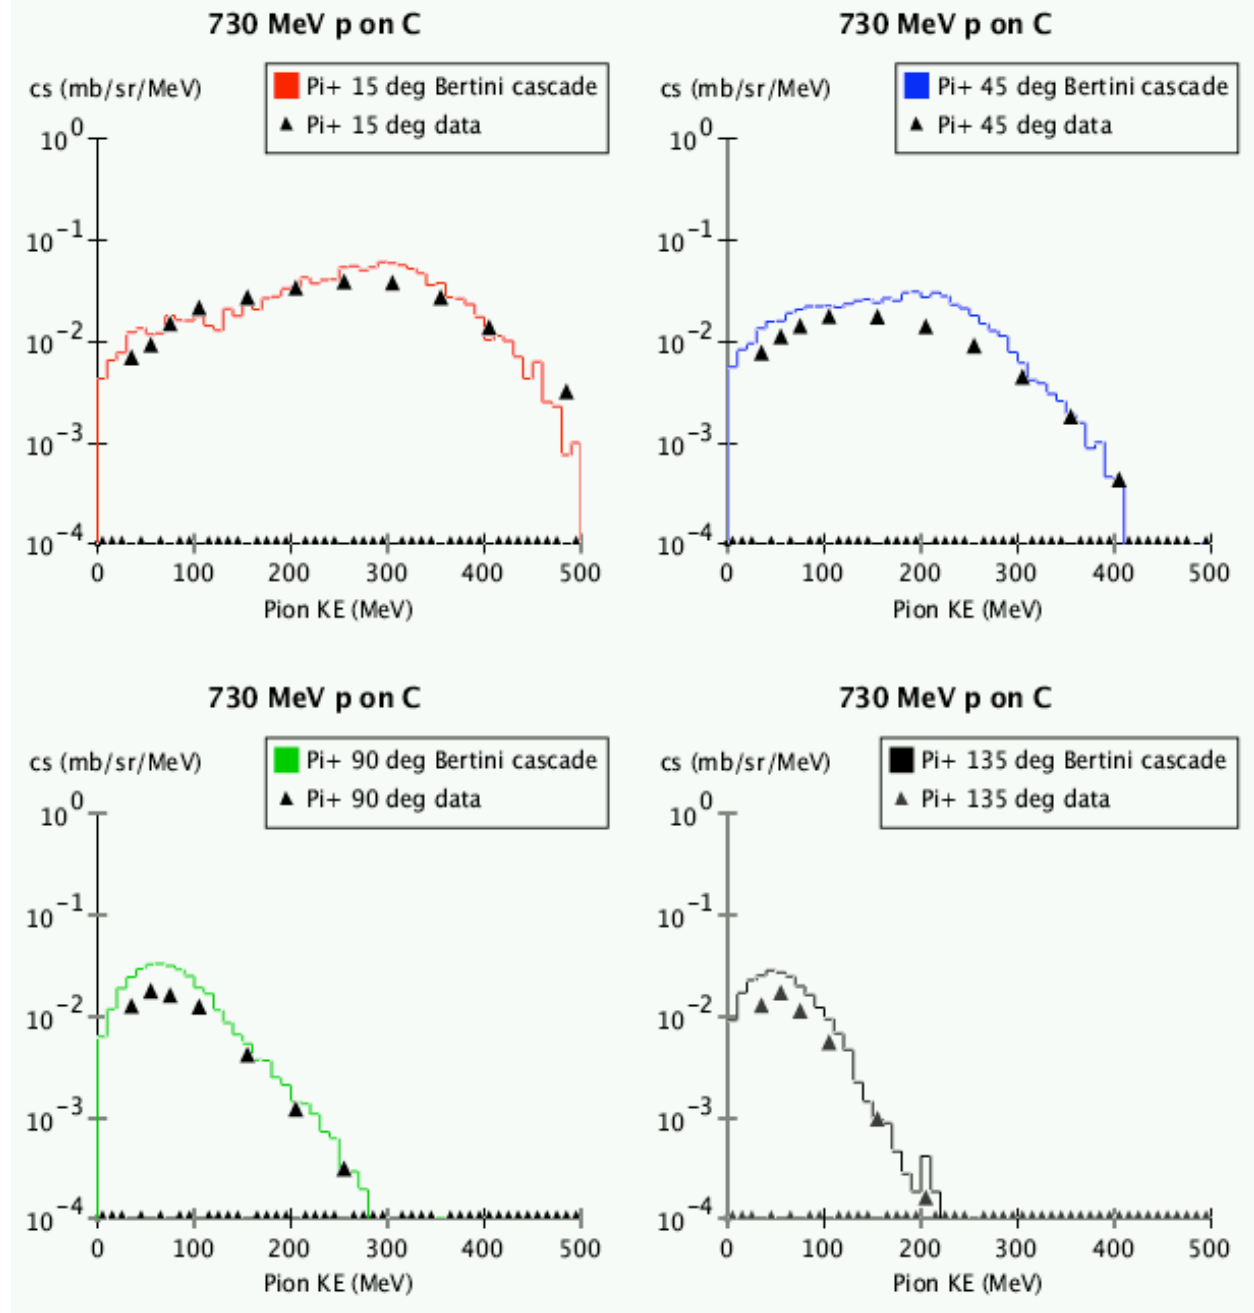 730 MeV p on C
cs (mb/sr/MeV)
Pi+ 15 deg Bertini cascade
Pi+ 15 deg data
10^0
10^-1
10^-2
10^-3
10^-4
0 100 200 300 400 500
Pion KE (MeV)
730 MeV p on C
cs (mb/sr/MeV)
Pi+ 45 deg Bertini cascade
Pi+ 45 deg data
10^0
10^-1
10^-2
10^-3
10^-4
0 100 200 300 400 500
Pion KE (MeV)
730 MeV p on C
cs (mb/sr/MeV)
Pi+ 90 deg Bertini cascade
Pi+ 90 deg data
10^0
10^-1
10^-2
10^-3
10^-4
0 100 200 300 400 500
Pion KE (MeV)
730 MeV p on C
cs (mb/sr/MeV)
Pi+ 135 deg Bertini cascade
Pi+ 135 deg data
10^0
10^-1
10^-2
10^-3
10^-4
0 100 200 300 400 500
Pion KE (MeV)